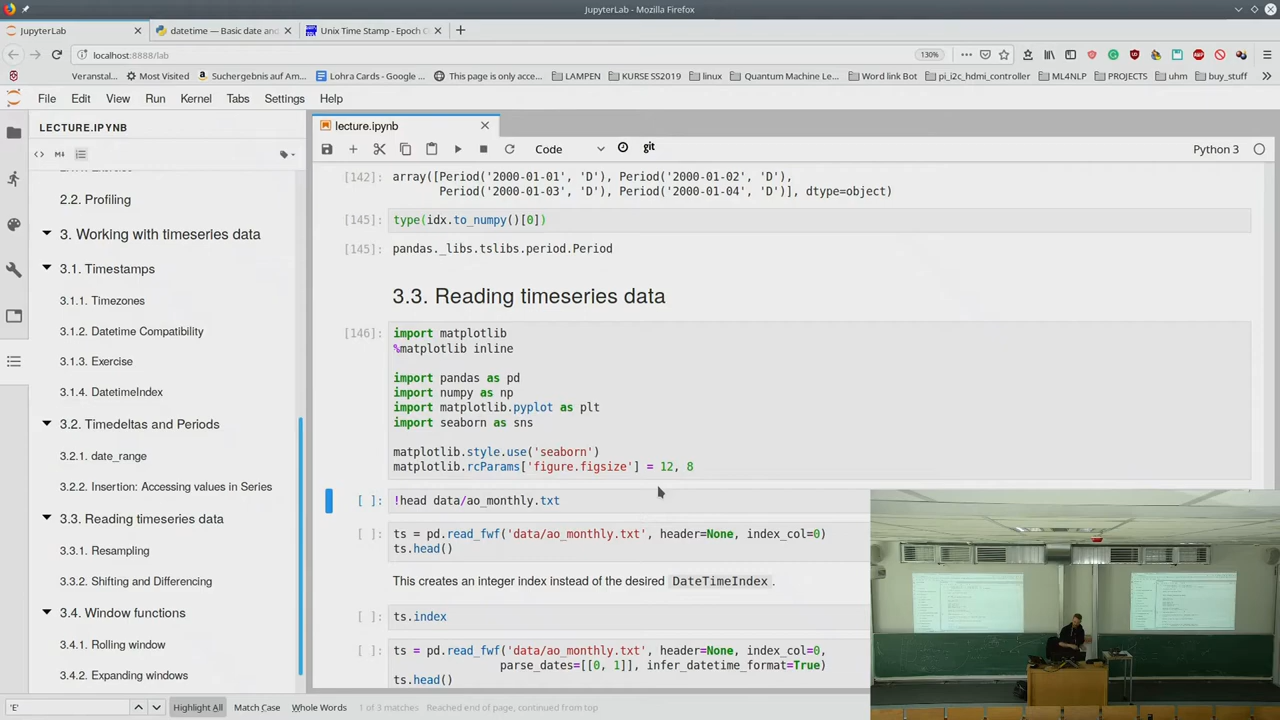 JupyterLab - Mozilla Firefox
JupyterLab
datetime — Basic date and
Unix Time Stamp - Epoch C
localhost:8888/lab
130%
Veranstal...
Most Visited
Suchergebnis auf Am...
Lohra Cards - Google ...
This page is only acce...
LAMPEN
KURSE SS2019
linux
Quantum Machine Le...
Word link Bot
pi_i2c_hdmi_controller
ML4NLP
PROJECTS
uhm
buy_stuff
File Edit View Run Kernel Tabs Settings Help
LECTURE.IPYNB
2.2. Profiling
3. Working with timeseries data
3.1. Timestamps
3.1.1. Timezones
3.1.2. Datetime Compatibility
3.1.3. Exercise
3.1.4. DatetimeIndex
3.2. Timedeltas and Periods
3.2.1. date_range
3.2.2. Insertion: Accessing values in Series
3.3. Reading timeseries data
3.3.1. Resampling
3.3.2. Shifting and Differencing
3.4. Window functions
3.4.1. Rolling window
3.4.2. Expanding windows
lecture.ipynb
Code
git
Python 3
[142]: array([Period('2000-01-01', 'D'), Period('2000-01-02', 'D'),
Period('2000-01-03', 'D'), Period('2000-01-04', 'D')], dtype=object)
[145]: type(idx.to_numpy()[0])
[145]: pandas._libs.tslibs.period.Period
3.3. Reading timeseries data
[146]: import matplotlib
%matplotlib inline
import pandas as pd
import numpy as np
import matplotlib.pyplot as plt
import seaborn as sns
matplotlib.style.use('seaborn')
matplotlib.rcParams['figure.figsize'] = 12, 8
[ ]: !head data/ao_monthly.txt
[ ]: ts = pd.read_fwf('data/ao_monthly.txt', header=None, index_col=0)
ts.head()
This creates an integer index instead of the desired DateTimeIndex .
[ ]: ts.index
[ ]: ts = pd.read_fwf('data/ao_monthly.txt', header=None, index_col=0,
parse_dates=[[0, 1]], infer_datetime_format=True)
ts.head()
'E'
Highlight All
Match Case
Whole Words
1 of 3 matches
Reached end of page, continued from top